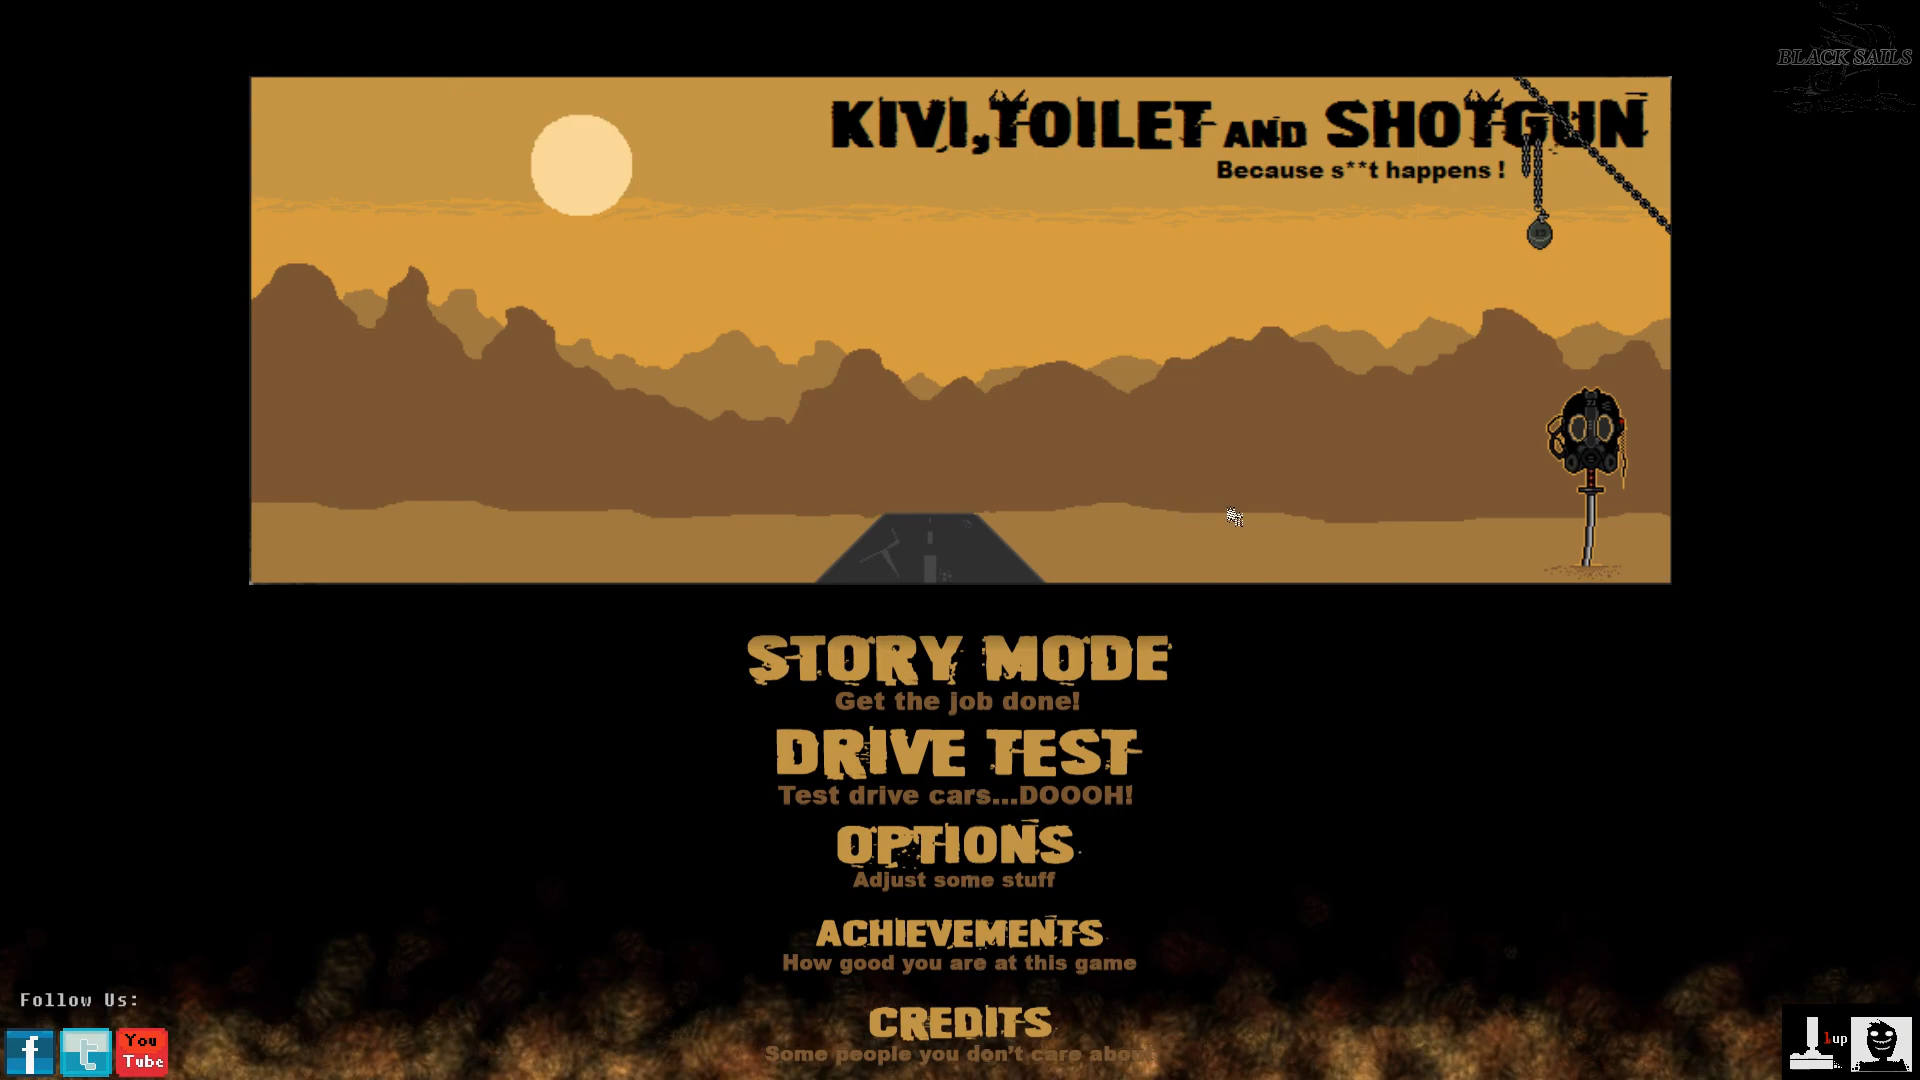 BLACK SAILS
KIVI, TOILET AND SHOTGUN
Because s**t happens !
STORY MODE
Get the job done!
DRIVE TEST
Test drive cars...DOOOH!
OPTIONS
Adjust some stuff
ACHIEVEMENTS
How good you are at this game
CREDITS
Some people you don't care abou
Follow Us:
f
t
You
Tube
1up